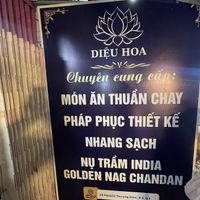 DIỆU HOA
Chuyên cung cấp:
MÓN ĂN THUẦN CHAY
PHÁP PHỤC THIẾT KẾ
NHANG SẠCH
NỤ TRẦM INDIA
GOLDEN NAG CHANDAN